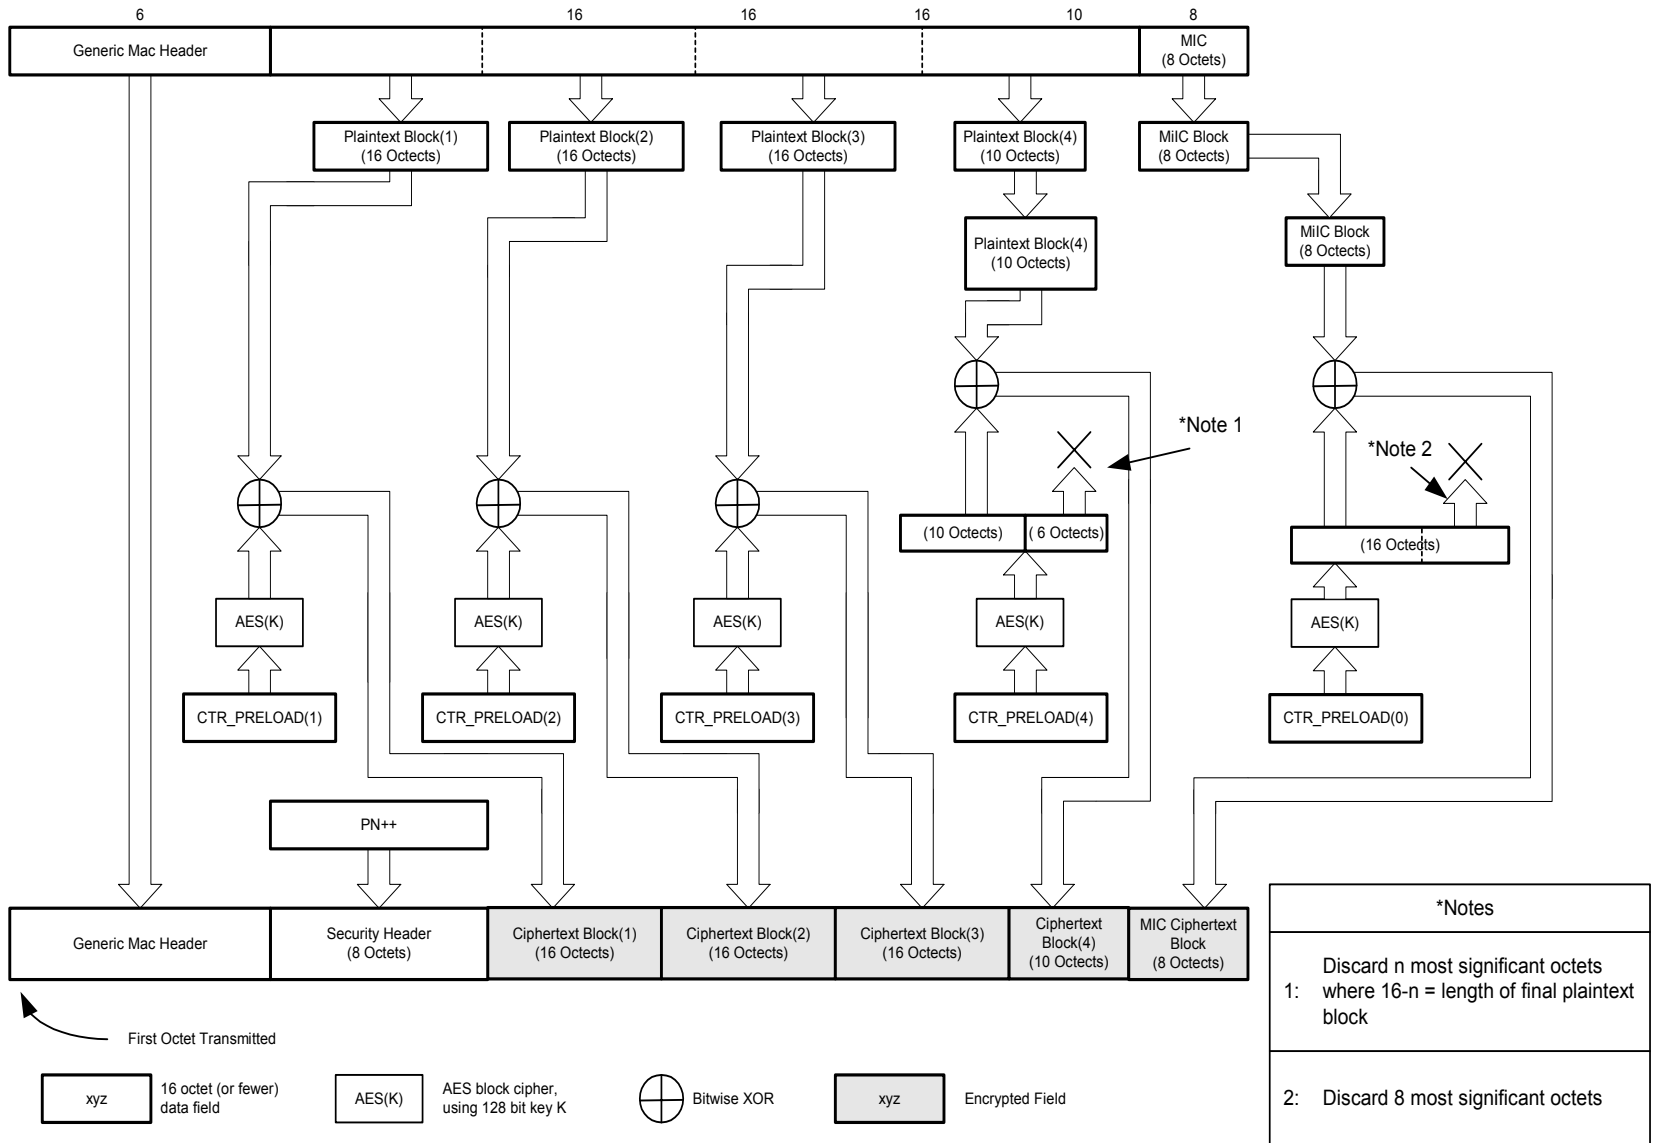 6
16
16
16
10
8
Generic Mac Header
MIC
(8 Octets)
Plaintext Block(1)
(16 Octects)
Plaintext Block(2)
(16 Octects)
Plaintext Block(3)
(16 Octects)
Plaintext Block(4)
(10 Octects)
MilC Block
(8 Octects)
Plaintext Block(4)
(10 Octects)
MilC Block
(8 Octects)
*Note 1
*Note 2
(10 Octects)
( 6 Octects)
(16 Octects)
AES(K)
AES(K)
AES(K)
AES(K)
AES(K)
CTR_PRELOAD(1)
CTR_PRELOAD(2)
CTR_PRELOAD(3)
CTR_PRELOAD(4)
CTR_PRELOAD(0)
PN++
Generic Mac Header
Security Header
(8 Octets)
Ciphertext Block(1)
(16 Octects)
Ciphertext Block(2)
(16 Octects)
Ciphertext Block(3)
(16 Octects)
Ciphertext
Block(4)
(10 Octects)
MIC Ciphertext
Block
(8 Octects)
*Notes
1: Discard n most significant octets
where 16-n = length of final plaintext
block
2: Discard 8 most significant octets
First Octet Transmitted
xyz
16 octet (or fewer)
data field
AES(K)
AES block cipher,
using 128 bit key K
Bitwise XOR
xyz
Encrypted Field